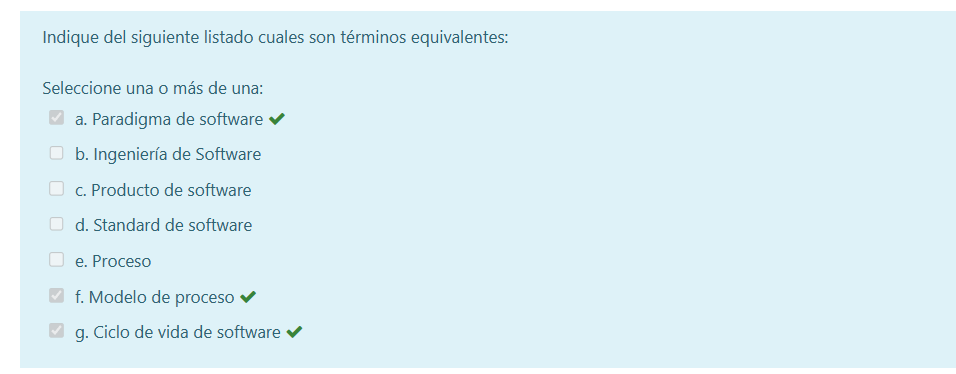 Indique del siguiente listado cuales son términos equivalentes:
Seleccione una o más de una:
a. Paradigma de software
b. Ingeniería de Software
c. Producto de software
d. Standard de software
e. Proceso
f. Modelo de proceso
g. Ciclo de vida de software